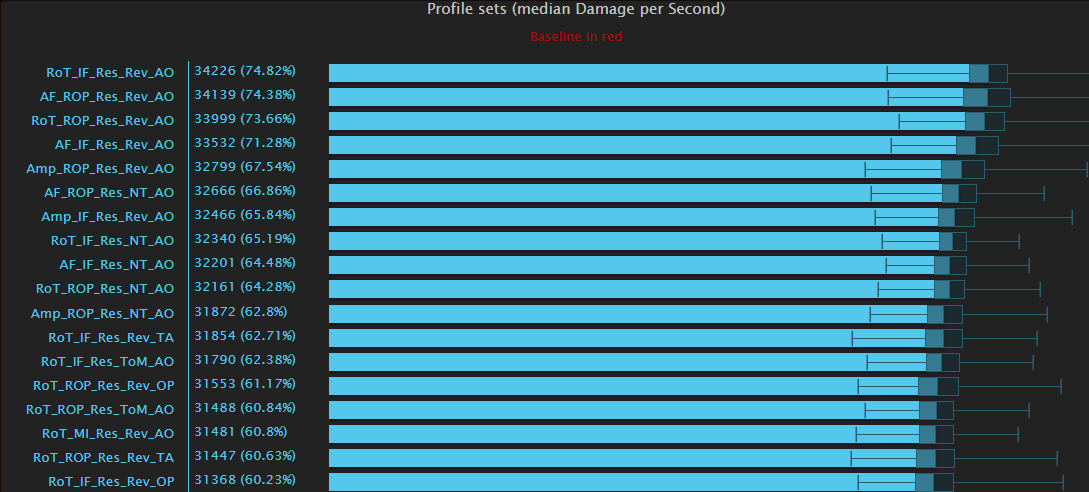 Profile sets (median Damage per Second)
Baseline in red
RoT_IF_Res_Rev_AO 34226 (74.82%)
AF_ROP_Res_Rev_AO 34139 (74.38%)
RoT_ROP_Res_Rev_AO 33999 (73.66%)
AF_IF_Res_Rev_AO 33532 (71.28%)
Amp_ROP_Res_Rev_AO 32799 (67.54%)
AF_ROP_Res_NT_AO 32666 (66.86%)
Amp_IF_Res_Rev_AO 32466 (65.84%)
RoT_IF_Res_NT_AO 32340 (65.19%)
AF_IF_Res_NT_AO 32201 (64.48%)
RoT_ROP_Res_NT_AO 32161 (64.28%)
Amp_ROP_Res_NT_AO 31872 (62.8%)
RoT_IF_Res_Rev_TA 31854 (62.71%)
RoT_IF_Res_ToM_AO 31790 (62.38%)
RoT_ROP_Res_Rev_OP 31553 (61.17%)
RoT_ROP_Res_ToM_AO 31488 (60.84%)
RoT_MI_Res_Rev_AO 31481 (60.8%)
RoT_ROP_Res_Rev_TA 31447 (60.63%)
RoT_IF_Res_Rev_OP 31368 (60.23%)